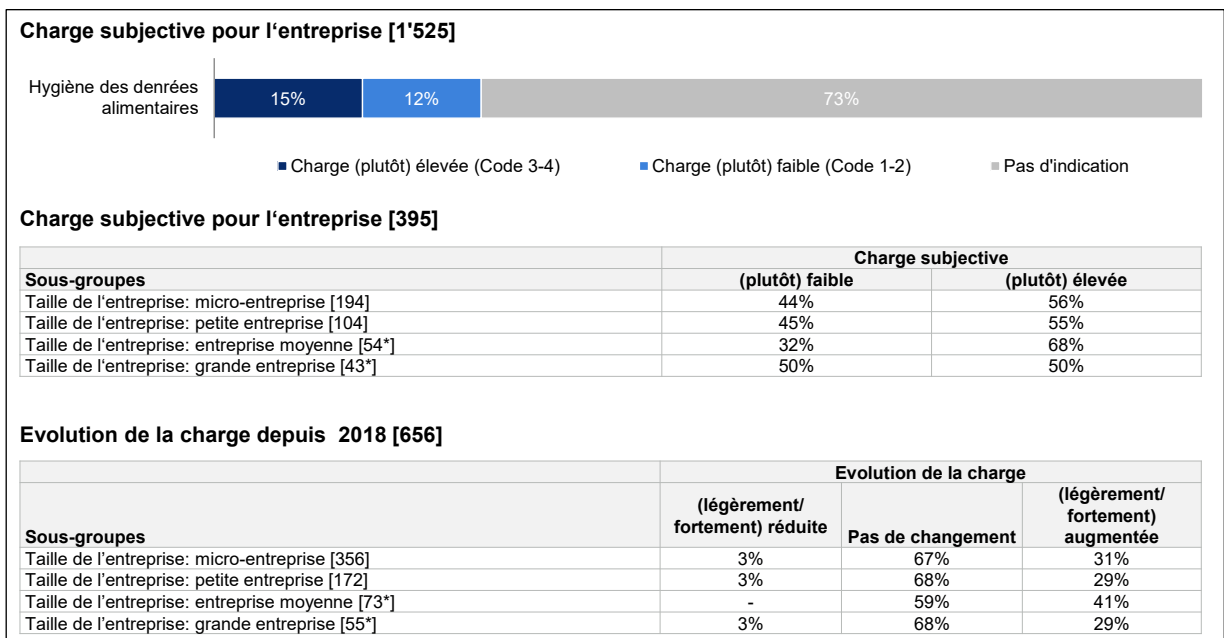 Charge subjective pour l‘entreprise [1'525]
Hygiène des denrées
alimentaires
15% 12% 73%
Charge (plutôt) élevée (Code 3-4) Charge (plutôt) faible (Code 1-2) Pas d'indication
Charge subjective pour l‘entreprise [395]
Charge subjective
Sous-groupes (plutôt) faible (plutôt) élevée
Taille de l‘entreprise: micro-entreprise [194] 44% 56%
Taille de l‘entreprise: petite entreprise [104] 45% 55%
Taille de l‘entreprise: entreprise moyenne [54*] 32% 68%
Taille de l‘entreprise: grande entreprise [43*] 50% 50%
Evolution de la charge depuis 2018 [656]
Evolution de la charge
Sous-groupes (légèrement/
fortement) réduite Pas de changement (légèrement/
fortement)
augmentée
Taille de l’entreprise: micro-entreprise [356] 3% 67% 31%
Taille de l’entreprise: petite entreprise [172] 3% 68% 29%
Taille de l’entreprise: entreprise moyenne [73*] - 59% 41%
Taille de l’entreprise: grande entreprise [55*] 3% 68% 29%